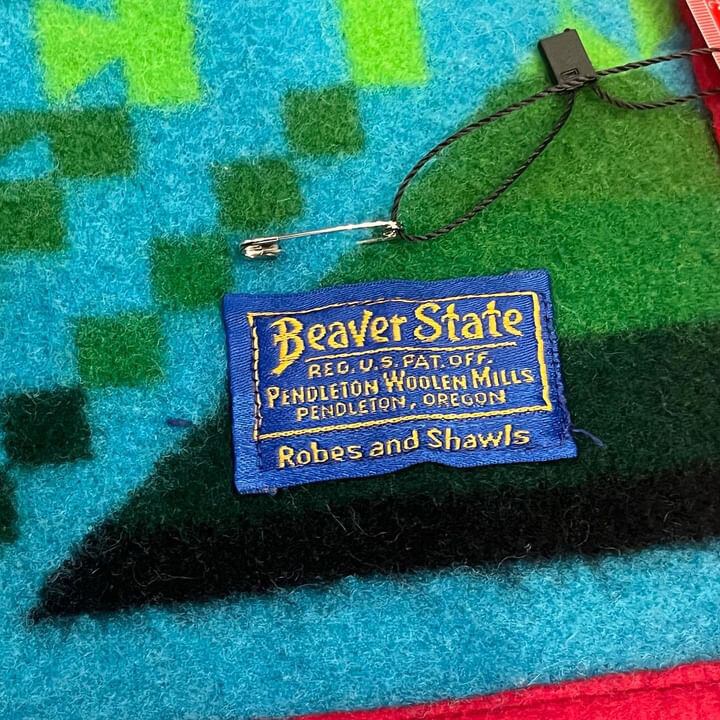 Beaver State
REG. U.S. PAT. OFF.
PENDLETON WOOLEN MILLS
PENDLETON, OREGON
Robes and Shawls